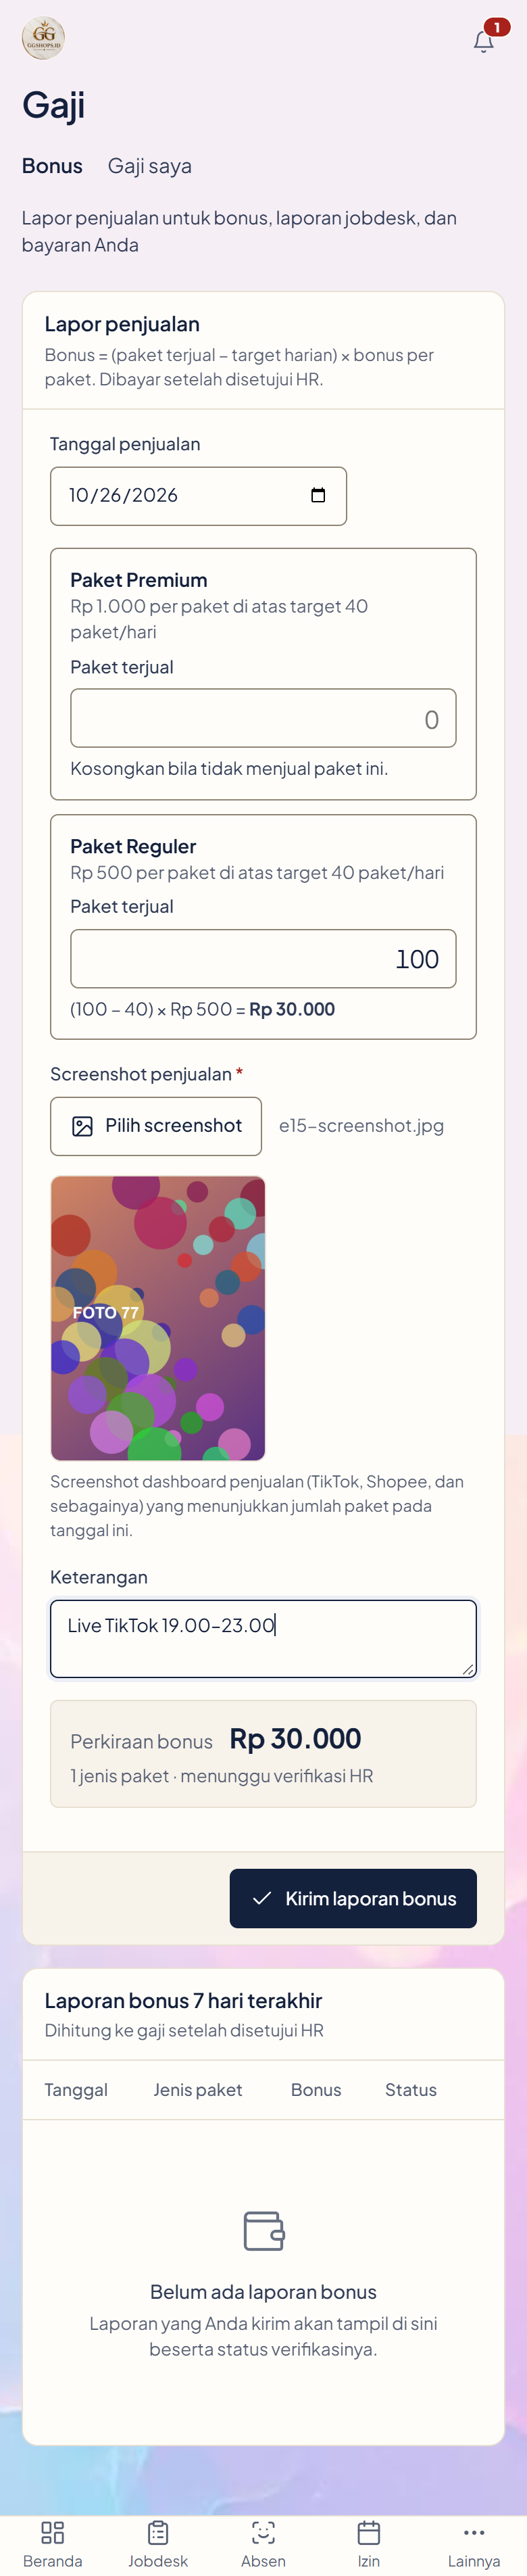 GG
GGSHOPS.ID
1
Gaji
Bonus Gaji saya
Lapor penjualan untuk bonus, laporan jobdesk, dan
bayaran Anda
Lapor penjualan
Bonus = (paket terjual – target harian) × bonus per
paket. Dibayar setelah disetujui HR.
Tanggal penjualan
10/26/2026
Paket Premium
Rp 1.000 per paket di atas target 40
paket/hari
Paket terjual
0
Kosongkan bila tidak menjual paket ini.
Paket Reguler
Rp 500 per paket di atas target 40 paket/hari
Paket terjual
100
(100 – 40) × Rp 500 = Rp 30.000
Screenshot penjualan *
Pilih screenshot e15-screenshot.jpg
FOTO 77
Screenshot dashboard penjualan (TikTok, Shopee, dan
sebagainya) yang menunjukkan jumlah paket pada
tanggal ini.
Keterangan
Live TikTok 19.00–23.00
Perkiraan bonus Rp 30.000
1 jenis paket · menunggu verifikasi HR
Kirim laporan bonus
Laporan bonus 7 hari terakhir
Dihitung ke gaji setelah disetujui HR
Tanggal Jenis paket Bonus Status
Belum ada laporan bonus
Laporan yang Anda kirim akan tampil di sini
beserta status verifikasinya.
Beranda Jobdesk Absen Izin Lainnya